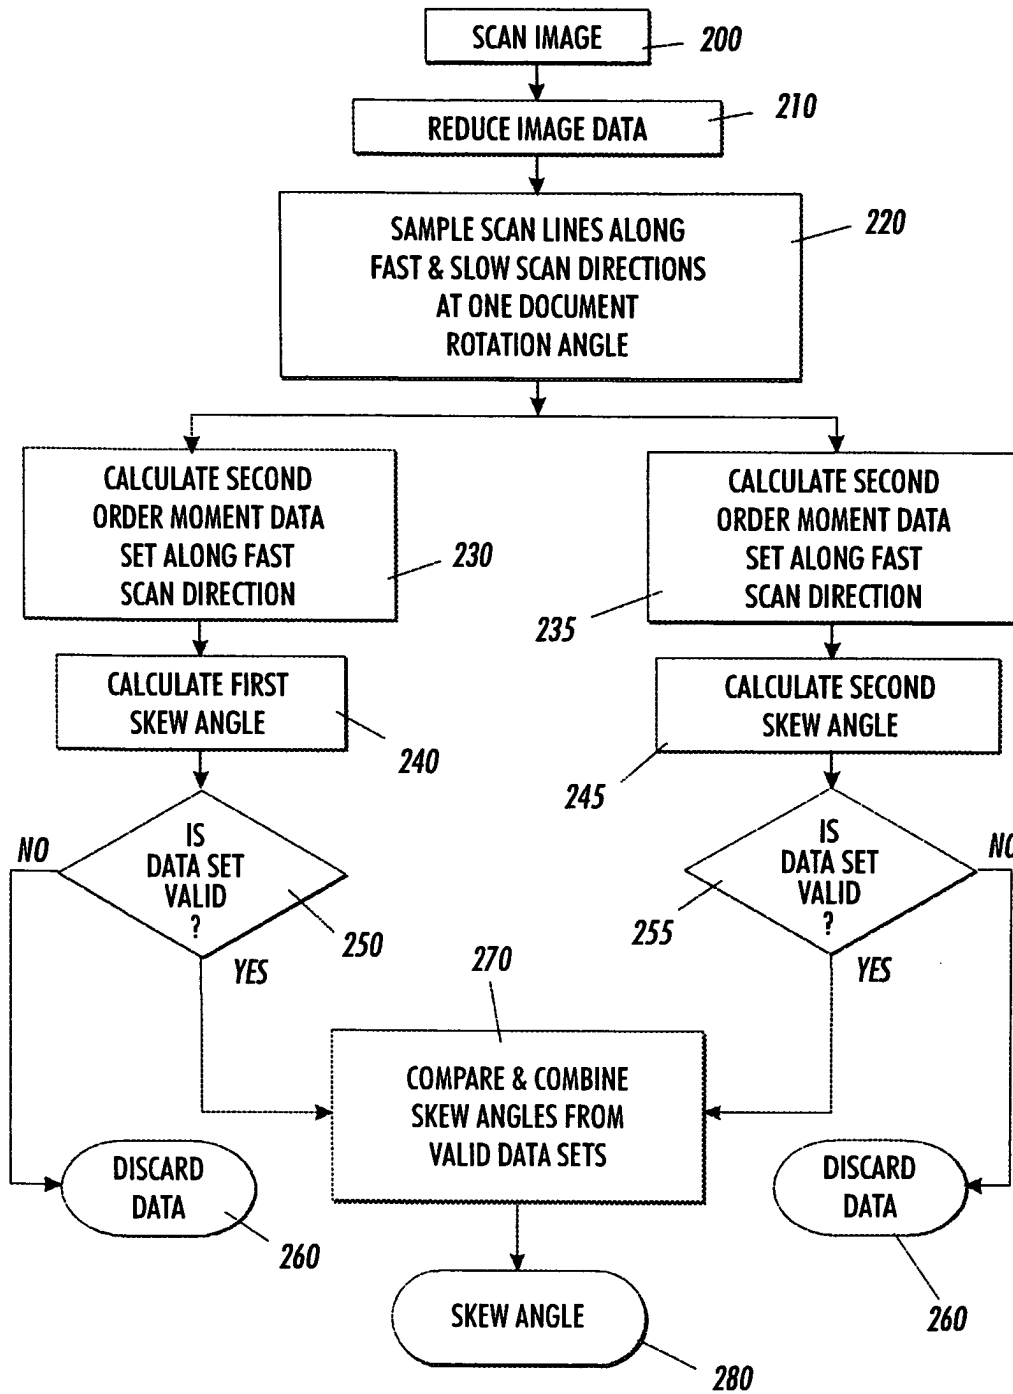 SCAN IMAGE
200
REDUCE IMAGE DATA
210
SAMPLE SCAN LINES ALONG
FAST & SLOW SCAN DIRECTIONS
AT ONE DOCUMENT
ROTATION ANGLE
220
CALCULATE SECOND
ORDER MOMENT DATA
SET ALONG FAST
SCAN DIRECTION
230
CALCULATE SECOND
ORDER MOMENT DATA
SET ALONG FAST
SCAN DIRECTION
235
CALCULATE FIRST
SKEW ANGLE
240
CALCULATE SECOND
SKEW ANGLE
245
NO
IS
DATA SET
VALID
?
250
YES
IS
DATA SET
VALID
?
255
NO
YES
270
COMPARE & COMBINE
SKEW ANGLES FROM
VALID DATA SETS
DISCARD
DATA
260
DISCARD
DATA
260
SKEW ANGLE
280